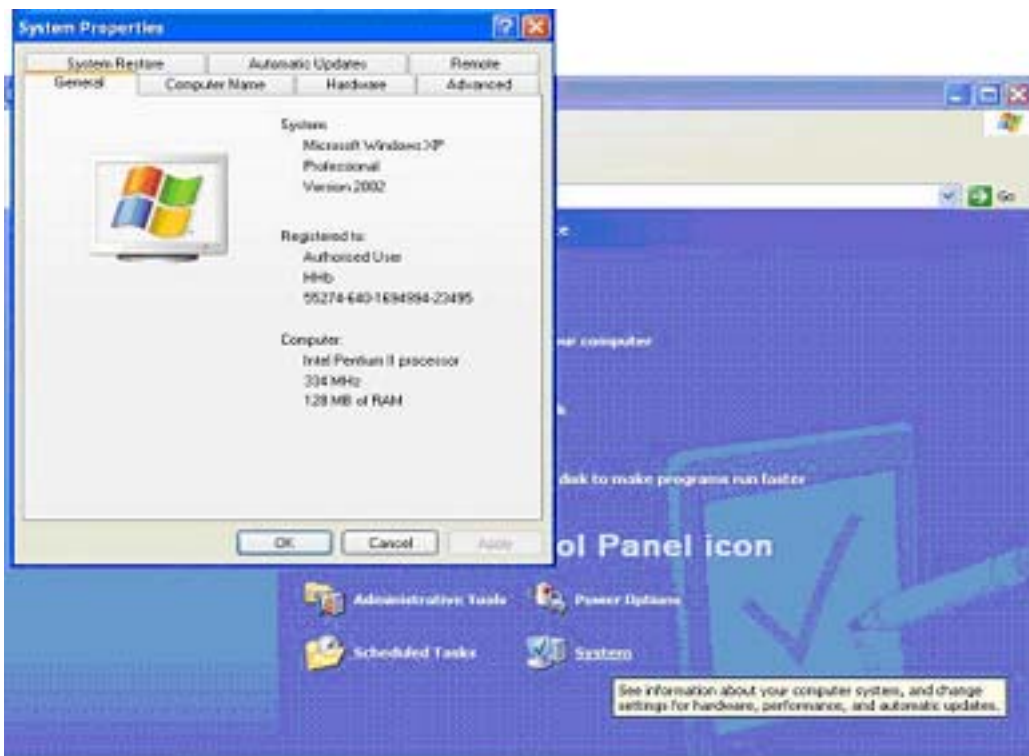 System Properties
System Restore
Automatic Updates
Remote
General
Computer Name
Hardware
Advanced
System:
Microsoft Windows XP
Professional
Version 2002
Registered to:
Authorised User
HHb
55274-640-1694994-23495
Computer:
Intel Pentium II processor
334 MHz
128 MB of RAM
OK
Cancel
Apply
Go
computer
disk to make programs run faster
ol Panel icon
Administrative Tools
Power Options
Scheduled Tasks
System
See information about your computer system, and change
settings for hardware, performance, and automatic updates.